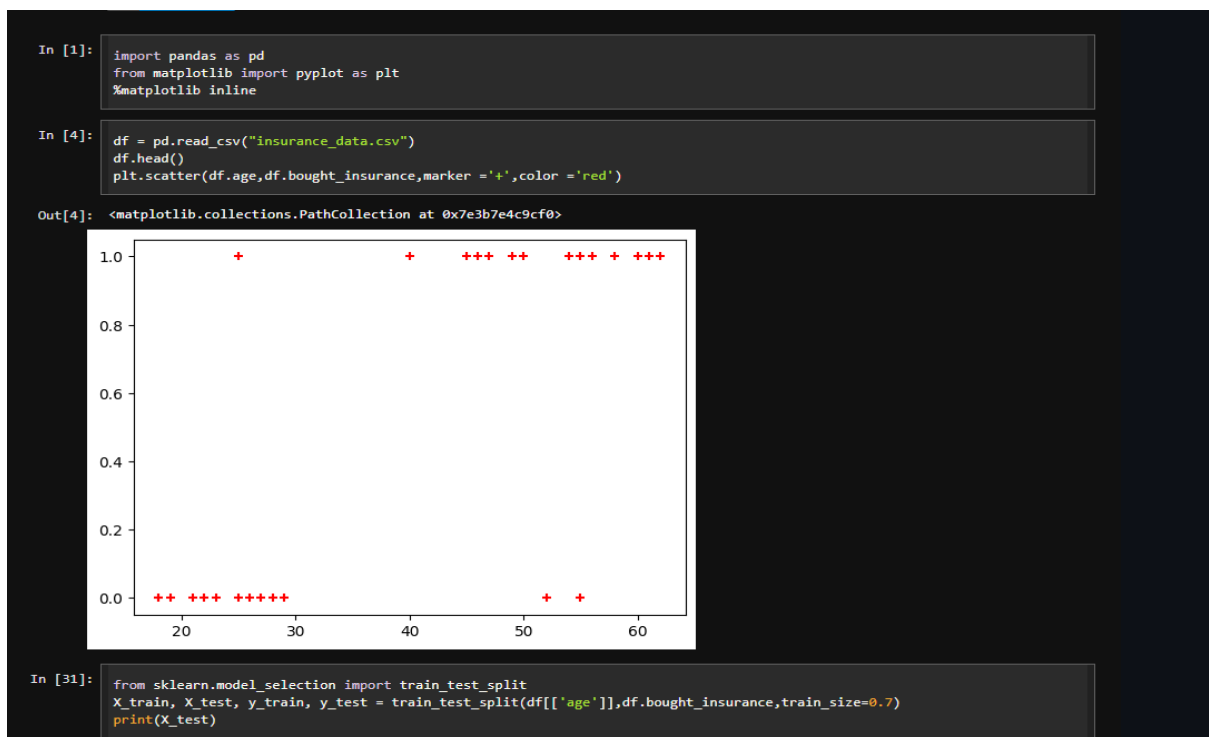 In [1]:
import pandas as pd
from matplotlib import pyplot as plt
%matplotlib inline
In [4]:
df = pd.read_csv("insurance_data.csv")
df.head()
plt.scatter(df.age,df.bought_insurance,marker ='+',color ='red')
Out[4]: <matplotlib.collections.PathCollection at 0x7e3b7e4c9cf0>
1.0
0.8
0.6
0.4
0.2
0.0
20 30 40 50 60
In [31]:
from sklearn.model_selection import train_test_split
X_train, X_test, y_train, y_test = train_test_split(df[['age']],df.bought_insurance,train_size=0.7)
print(X_test)